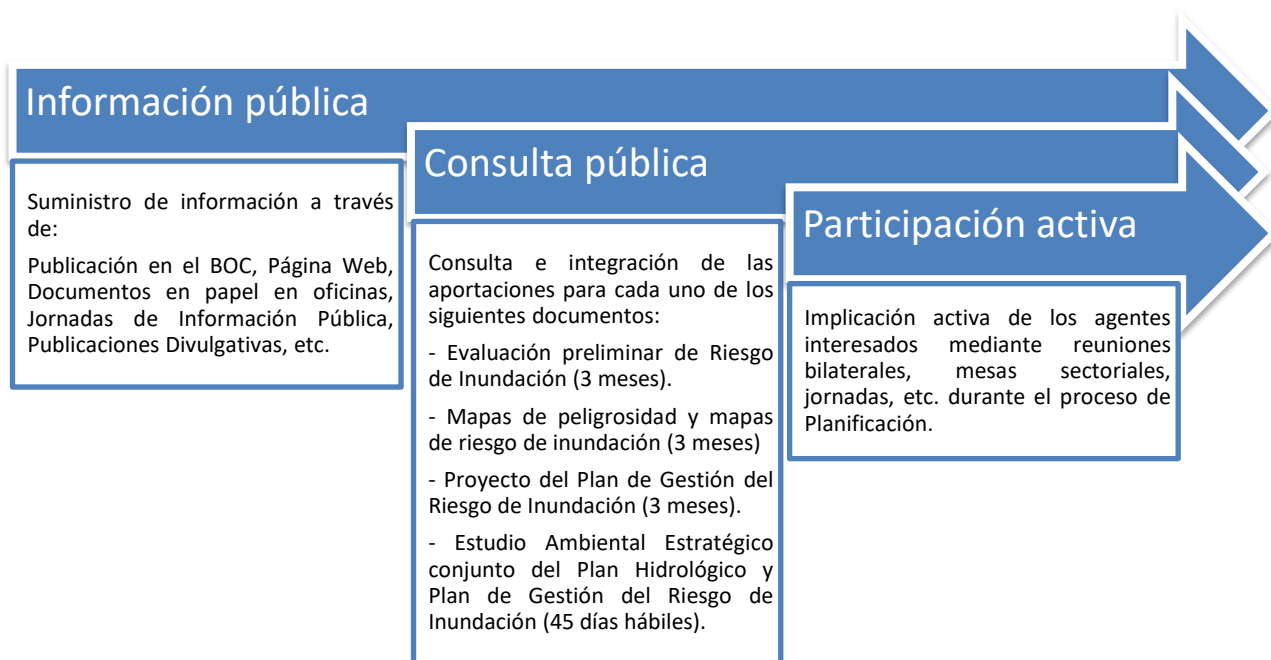 Información pública
Suministro de información a través
de:
Publicación en el BOC, Página Web,
Documentos en papel en oficinas,
Jornadas de Información Pública,
Publicaciones Divulgativas, etc.
Consulta pública
Consulta e integración de las
aportaciones para cada uno de los
siguientes documentos:
- Evaluación preliminar de Riesgo
de Inundación (3 meses).
- Mapas de peligrosidad y mapas
de riesgo de inundación (3 meses)
- Proyecto del Plan de Gestión del
Riesgo de Inundación (3 meses).
- Estudio Ambiental Estratégico
conjunto del Plan Hidrológico y
Plan de Gestión del Riesgo de
Inundación (45 días hábiles).
Participación activa
Implicación activa de los agentes
interesados mediante reuniones
bilaterales, mesas sectoriales,
jornadas, etc. durante el proceso de
Planificación.